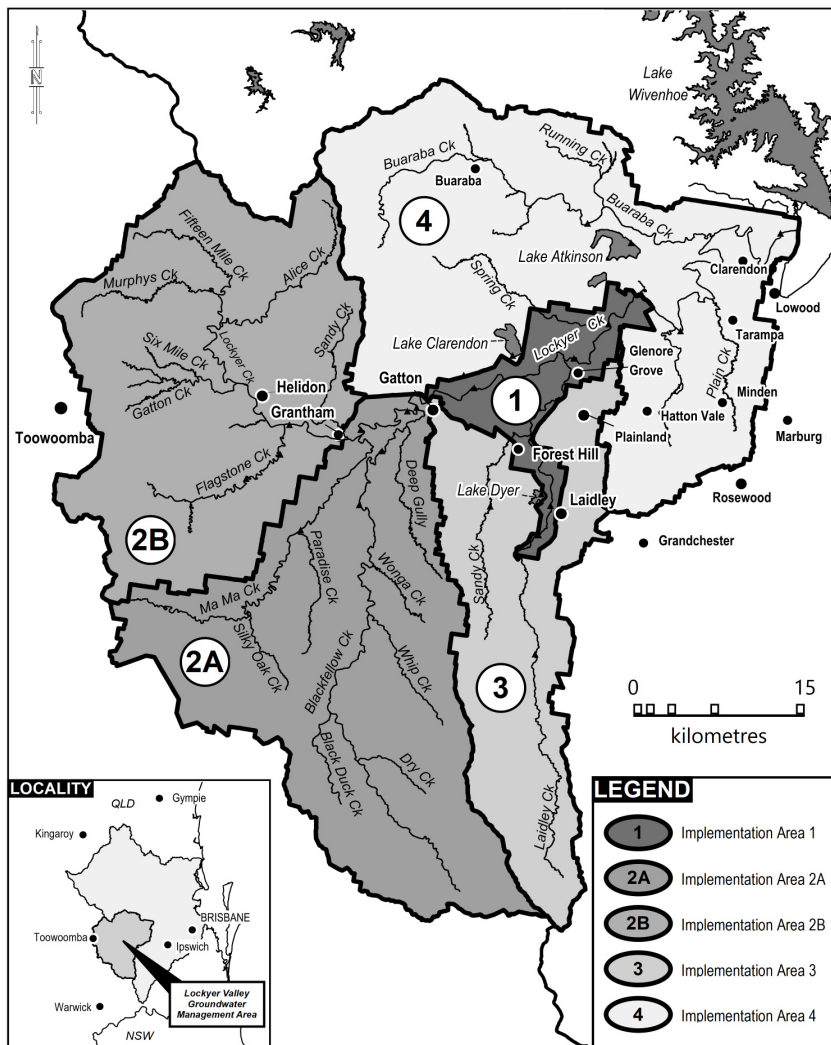 N
Lake
Wivenhoe
Running Ck
Buaraba Ck
Buaraba
4
Buaraba Ck
Fifteen Mile Ck
Lake Atkinson
Clarendon
Murphys Ck
Alice Ck
Spring Ck
Lowood
Sandy Ck
Lockyer Ck
Tarampa
Lake Clarendon
Six Mile Ck
Lockyer Ck
Glenore
Grove
Plain Ck
Gatton
Helidon
Gatton Ck
1
Minden
Toowoomba
Grantham
Hatton Vale
Plainland
Marburg
Forest Hill
Flagstone Ck
Deep Gully
Lake Dyer
Laidley
Rosewood
2B
Grandchester
Paradise Ck
Sandy Ck
Wonga Ck
Ma Ma Ck
Silky Oak Ck
2A
Blackfellow Ck
Whip Ck
3
0 15
kilometres
Black Duck Ck
Dry Ck
Laidley Ck
LOCALITY
QLD
Gympie
Kingaroy
BRISBANE
Toowoomba
Ipswich
Warwick
NSW
Lockyer Valley
Groundwater
Management Area
LEGEND
1 Implementation Area 1
2A Implementation Area 2A
2B Implementation Area 2B
3 Implementation Area 3
4 Implementation Area 4